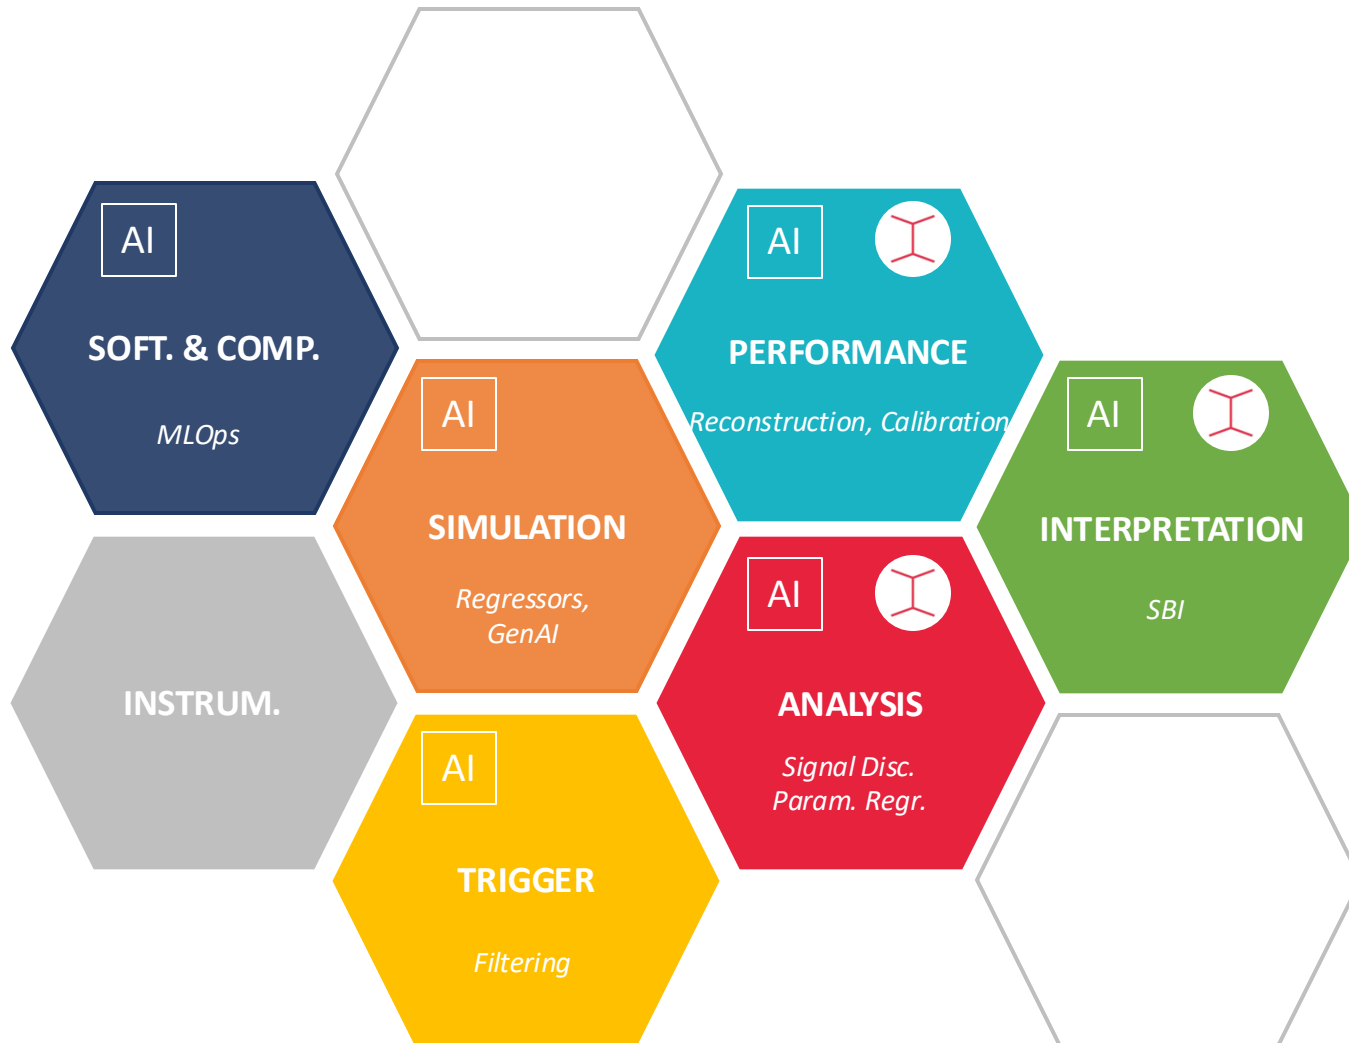 AI
SOFT. & COMP.
MLOps
AI
PERFORMANCE
Reconstruction, Calibration
AI
SIMULATION
Regressors,
GenAI
AI
INTERPRETATION
SBI
INSTRUM.
AI
ANALYSIS
Signal Disc.
Param. Regr.
AI
TRIGGER
Filtering